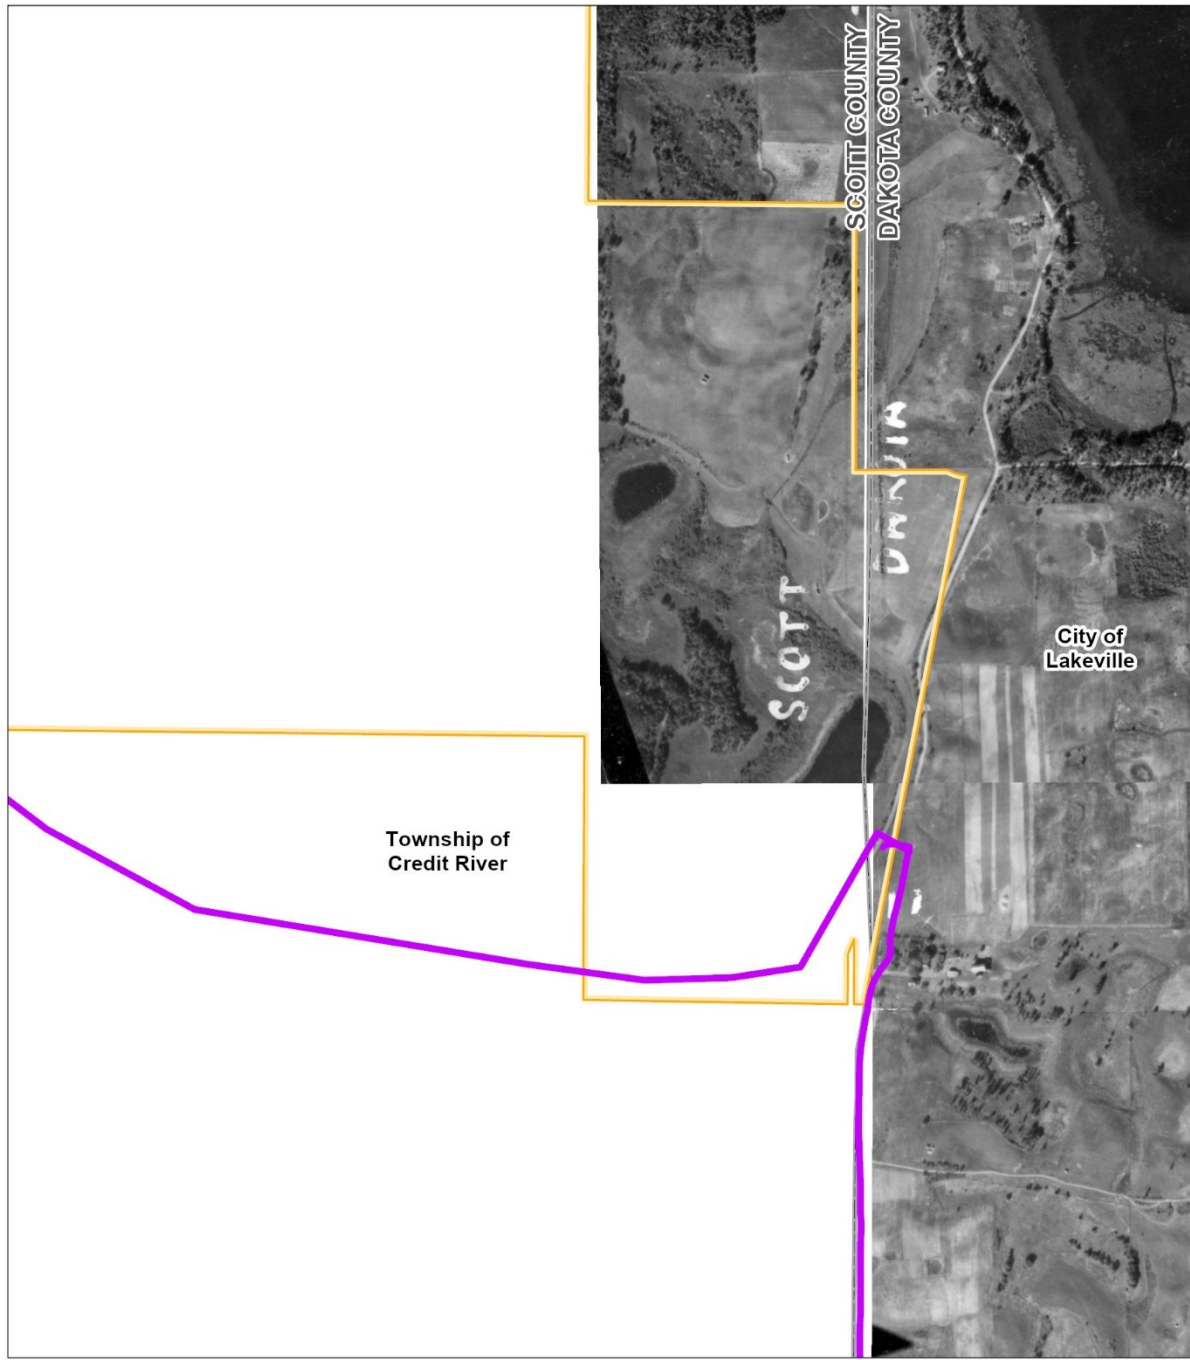 SCOTT COUNTY
DAKOTA COUNTY
SCOTT
City of
Lakeville
Township of
Credit River